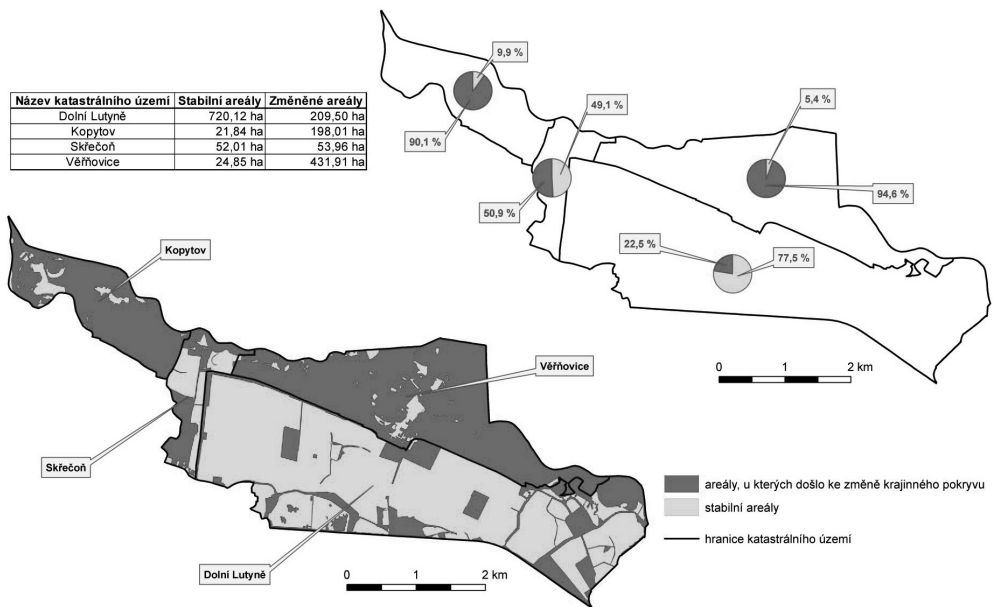 Název katastrálního území Stabilní areály Změněné areály
Dolní Lutyně 720,12 ha 209,50 ha
Kopytov 21,84 ha 198,01 ha
Skřečoň 52,01 ha 53,96 ha
Věřňovice 24,85 ha 431,91 ha
9,9 %
90,1 %
49,1 %
50,9 %
5,4 %
94,6 %
22,5 %
77,5 %
0 1 2 km
Kopytov
Věřňovice
Skřečoň
Dolní Lutyně
0 1 2 km
areály, u kterých došlo ke změně krajinného pokryvu
stabilní areály
hranice katastrálního území